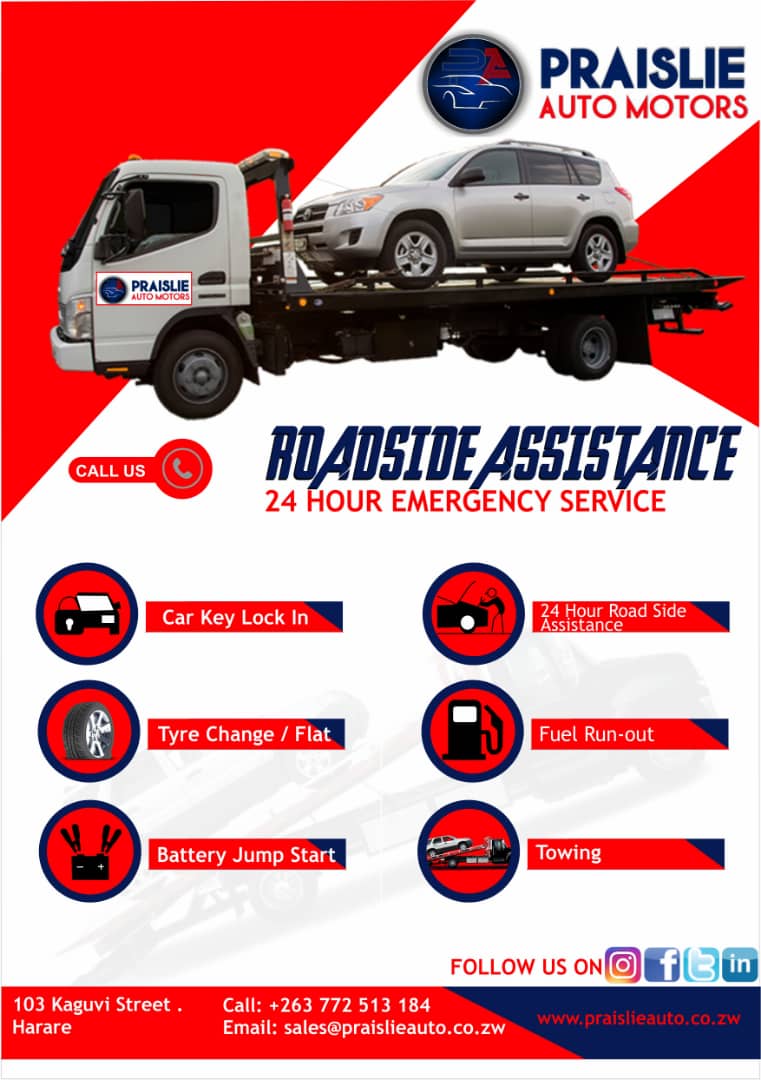 PRAISLIE
AUTO MOTORS
PRAISLIE
AUTO MOTORS
CALL US
ROADSIDE ASSISTANCE
24 HOUR EMERGENCY SERVICE
Car Key Lock In
24 Hour Road Side
Assistance
Tyre Change / Flat
Fuel Run-out
Battery Jump Start
Towing
FOLLOW US ON
103 Kaguvi Street .
Harare
Call: +263 772 513 184
Email: sales@praislieauto.co.zw
www.praislieauto.co.zw